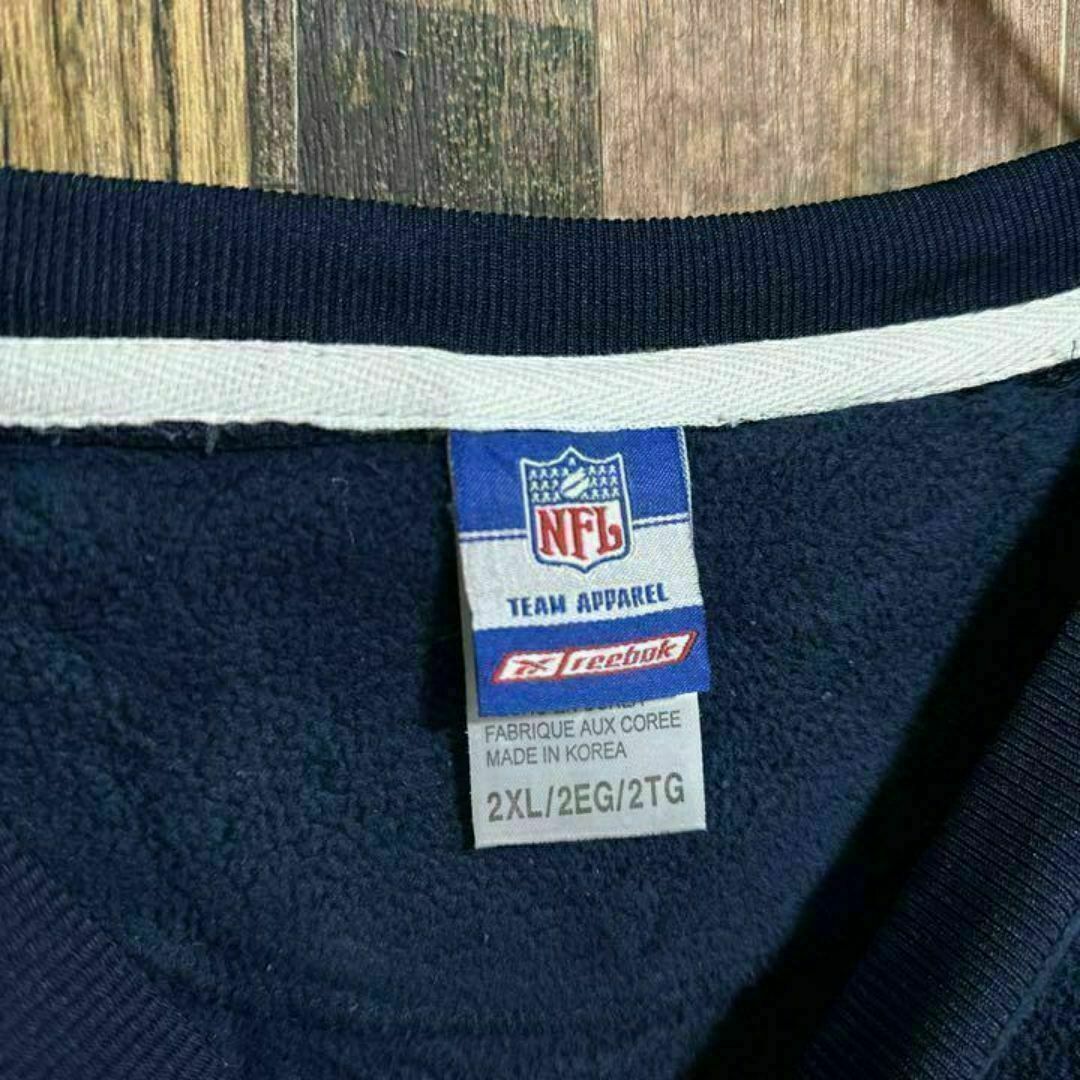 NFL
TEAM APPAREL
reebok
FABRIQUE AUX COREE
MADE IN KOREA
2XL/2EG/2TG